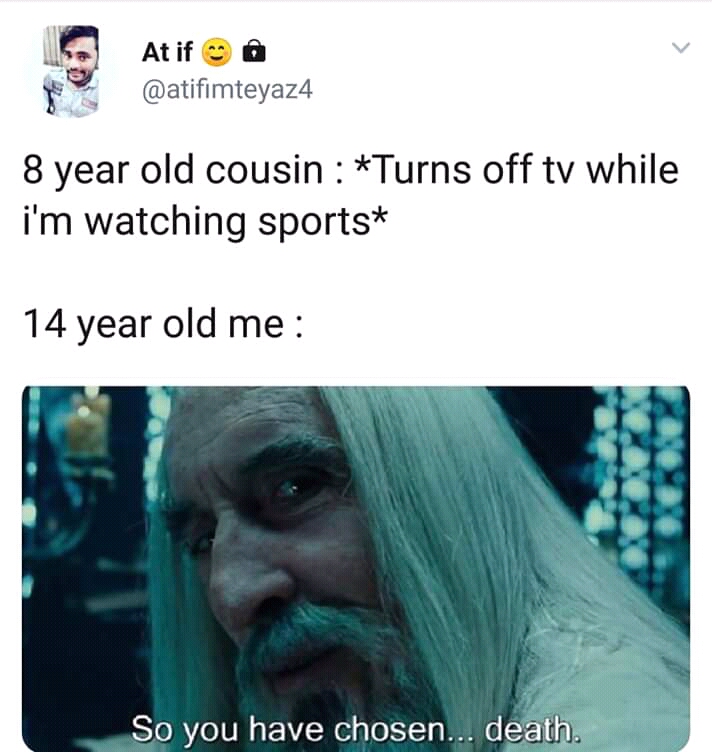 At if 😊 🔒
@atifimteyaz4
8 year old cousin : *Turns off tv while
i'm watching sports*
14 year old me :
So you have chosen... death.